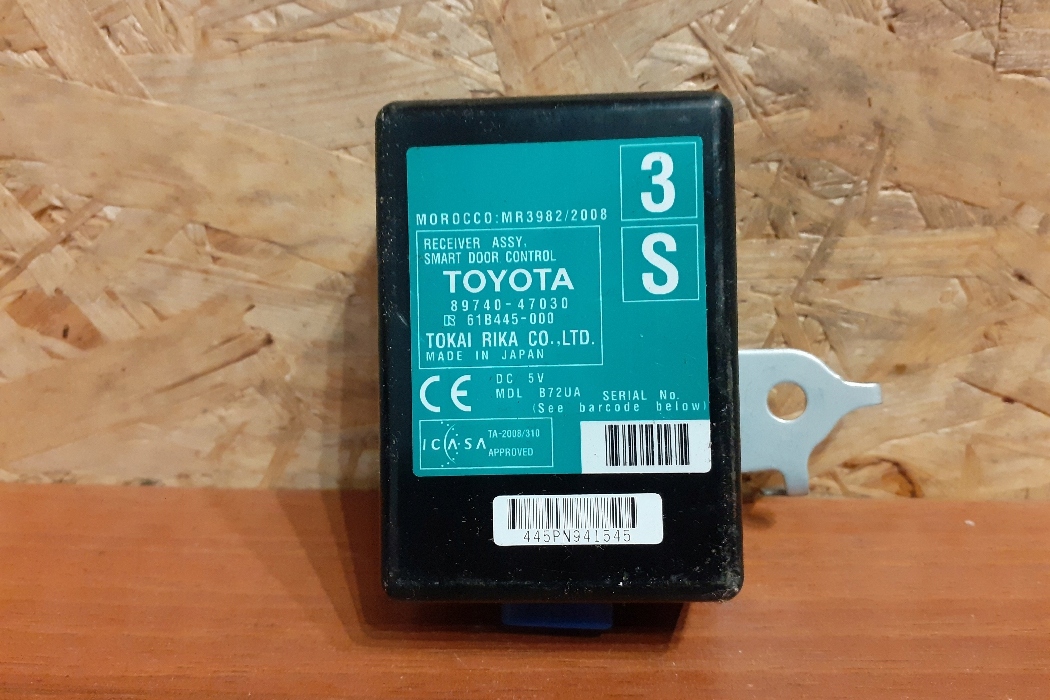 3
S
MOROCCO:MR3982/2008
RECEIVER ASSY,
SMART DOOR CONTROL
TOYOTA
89740-47030
61B445-000
TOKAI RIKA CO.,LTD.
MADE IN JAPAN
CE
DC 5V
MDL B72UA SERIAL No.
(See barcode below)
ICASA TA-2008/310
APPROVED
445PN941545